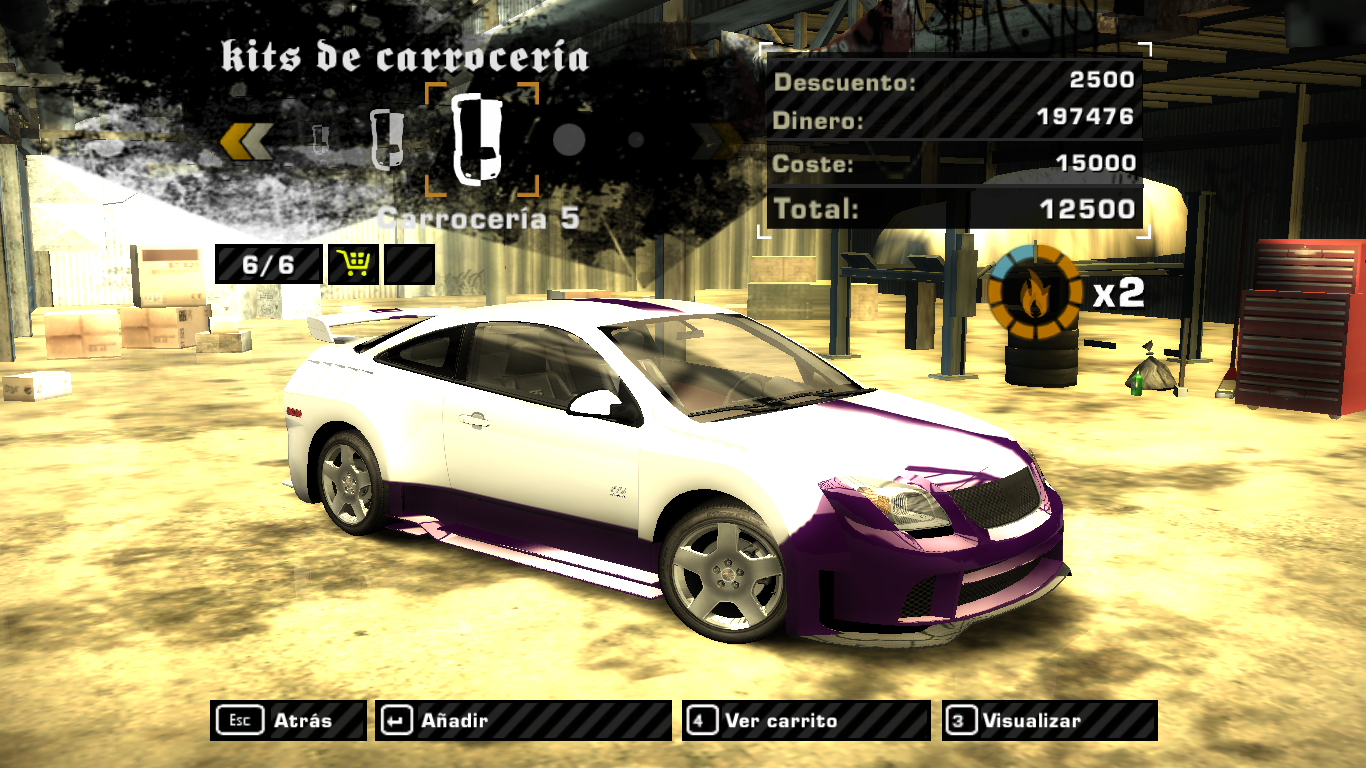 kits de carrocería
Carrocería 5
6/6
Descuento: 2500
Dinero: 197476
Coste: 15000
Total: 12500
x2
Esc Atrás
Añadir
4 Ver carrito
3 Visualizar